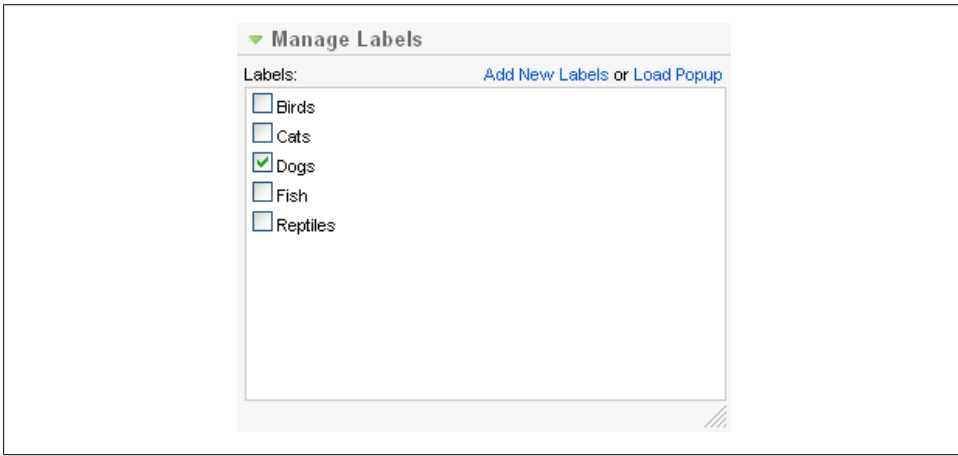 Manage Labels
Labels: Add New Labels or Load Popup
Birds
Cats
Dogs
Fish
Reptiles